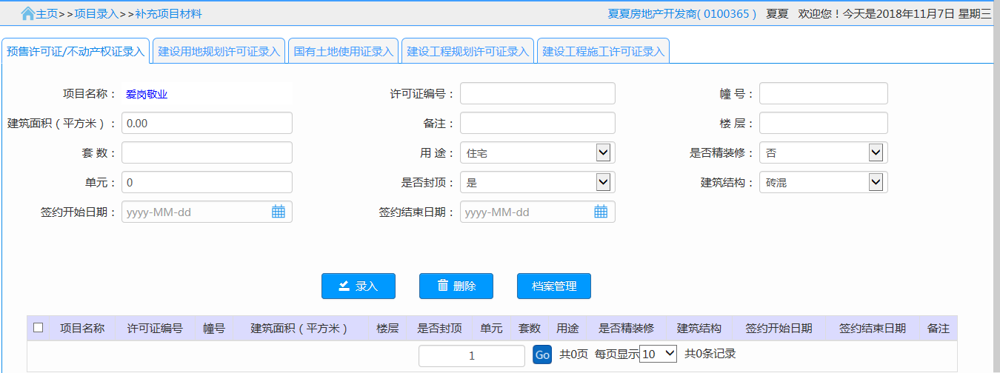 主页>>项目录入>>补充项目材料 夏夏房地产开发商( 0100365 ) 夏夏 欢迎您！今天是2018年11月7日 星期三
预售许可证/不动产权证录入 建设用地规划许可证录入 国有土地使用证录入 建设工程规划许可证录入 建设工程施工许可证录入
项目名称： 爱岗敬业 许可证编号： 幢 号：
建筑面积（平方米）： 0.00 备注： 楼 层：
套 数： 用 途： 住宅 是否精装修： 否
单元： 0 是否封顶： 是 建筑结构： 砖混
签约开始日期： yyyy-MM-dd 签约结束日期： yyyy-MM-dd
录入 删除 档案管理
项目名称 许可证编号 幢号 建筑面积（平方米） 楼层 是否封顶 单元 套数 用途 是否精装修 建筑结构 签约开始日期 签约结束日期 备注
1 Go 共0页 每页显示 10 共0条记录